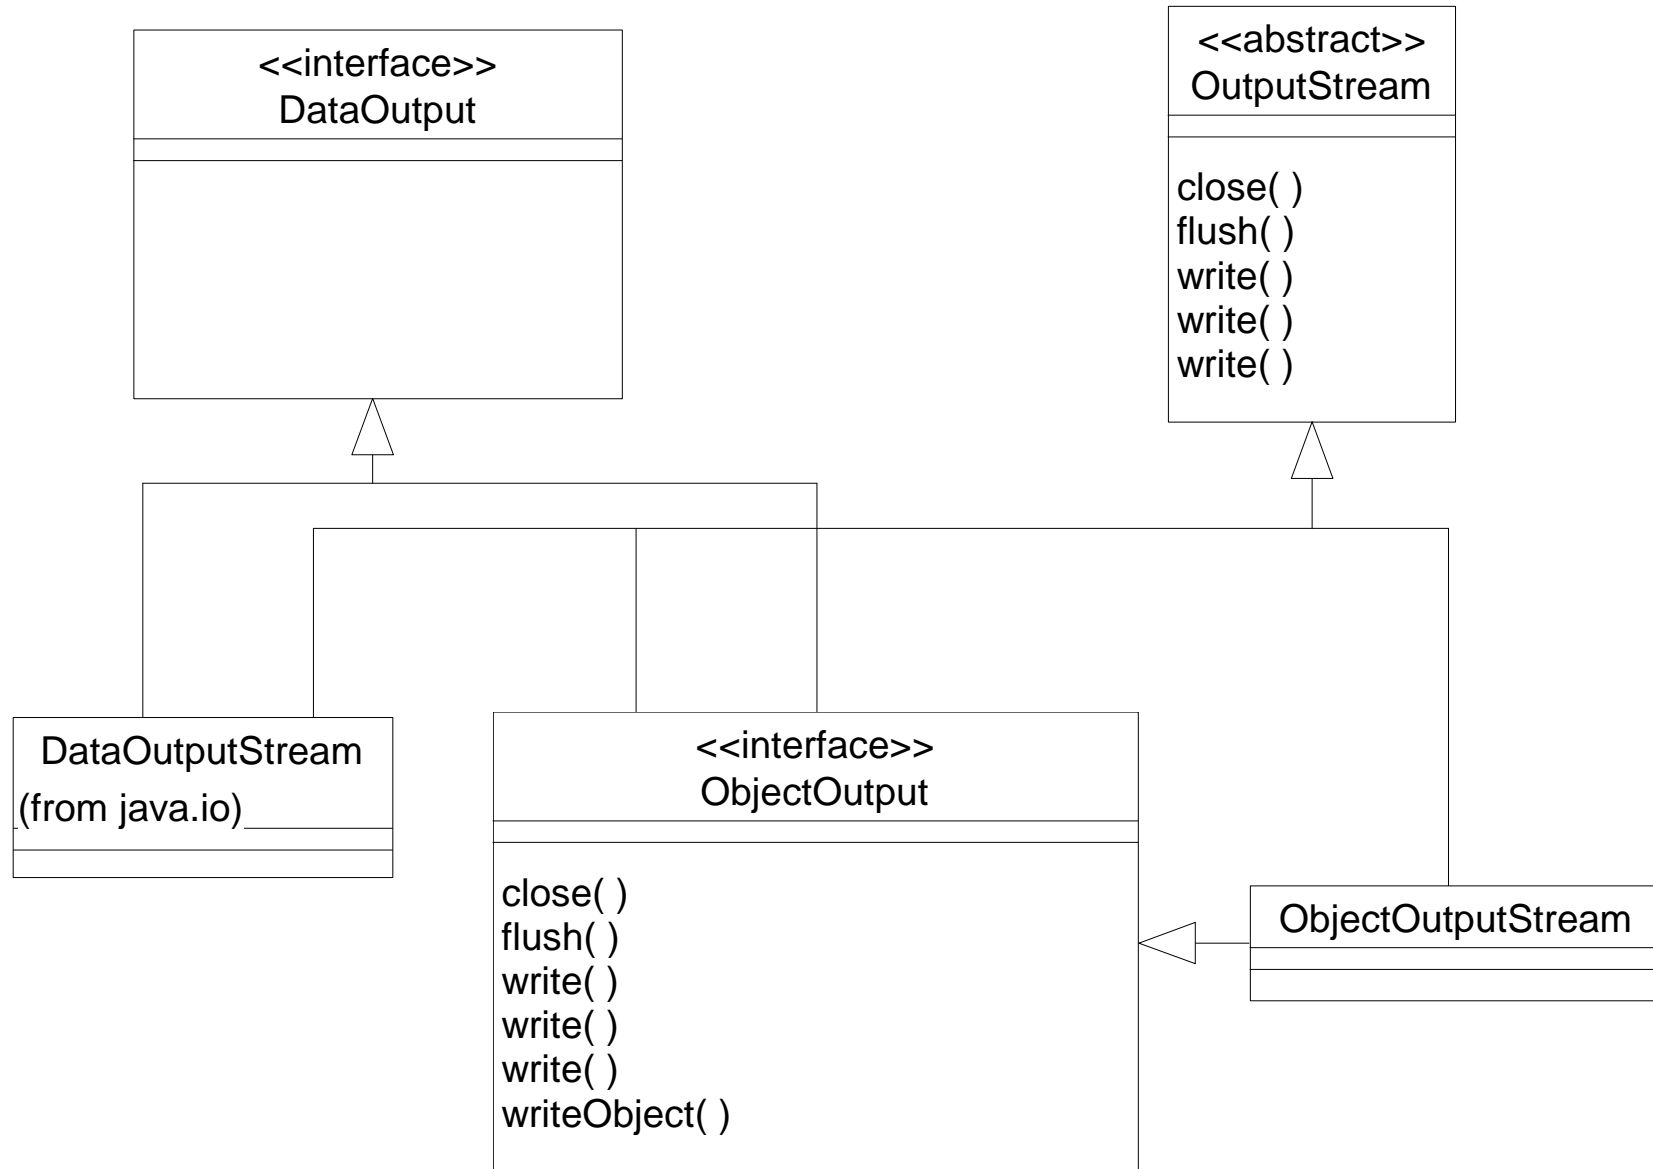 <<interface>>
DataOutput
<<abstract>>
OutputStream
close( )
flush( )
write( )
write( )
write( )
DataOutputStream
(from java.io)
<<interface>>
ObjectOutput
close( )
flush( )
write( )
write( )
write( )
writeObject( )
ObjectOutputStream